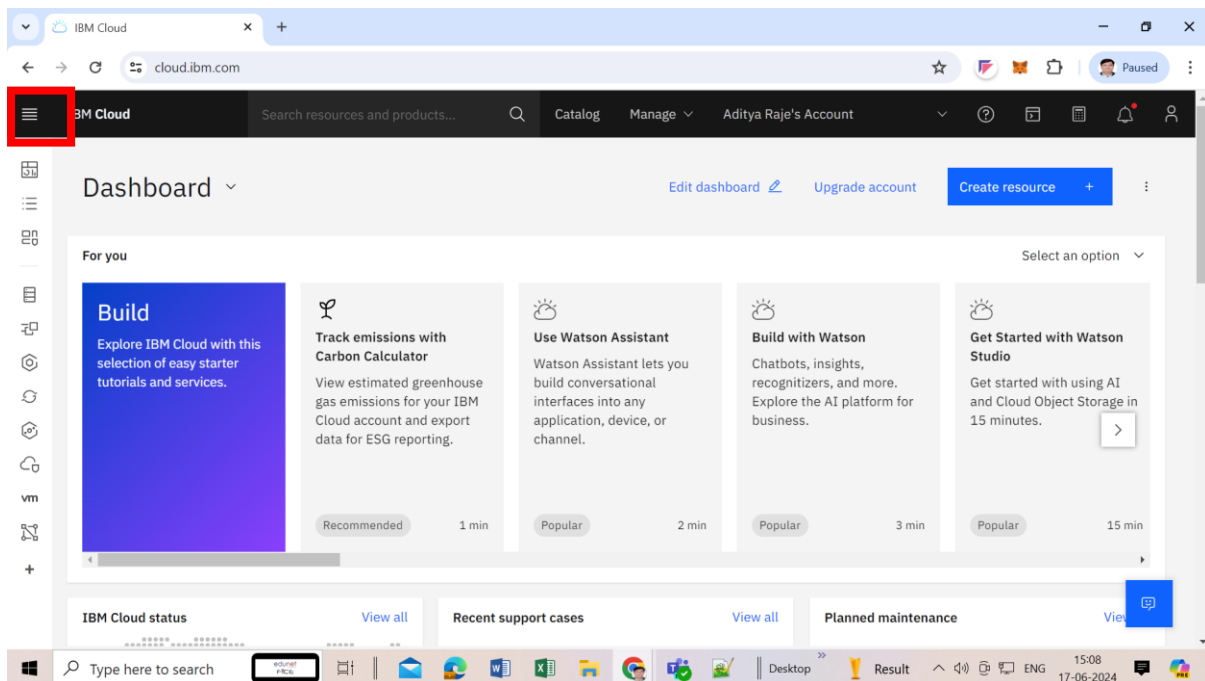 IBM Cloud
cloud.ibm.com
Paused
IBM Cloud
Search resources and products...
Catalog
Manage
Aditya Raje's Account
Dashboard
Edit dashboard
Upgrade account
Create resource +
For you
Select an option
Build
Explore IBM Cloud with this
selection of easy starter
tutorials and services.
Track emissions with
Carbon Calculator
View estimated greenhouse
gas emissions for your IBM
Cloud account and export
data for ESG reporting.
Recommended
1 min
Use Watson Assistant
Watson Assistant lets you
build conversational
interfaces into any
application, device, or
channel.
Popular
2 min
Build with Watson
Chatbots, insights,
recognitizers, and more.
Explore the AI platform for
business.
Popular
3 min
Get Started with Watson
Studio
Get started with using AI
and Cloud Object Storage in
15 minutes.
Popular
15 min
vm
IBM Cloud status
View all
Recent support cases
View all
Planned maintenance
Type here to search
edunet
Desktop
Result
ENG
15:08
17-06-2024